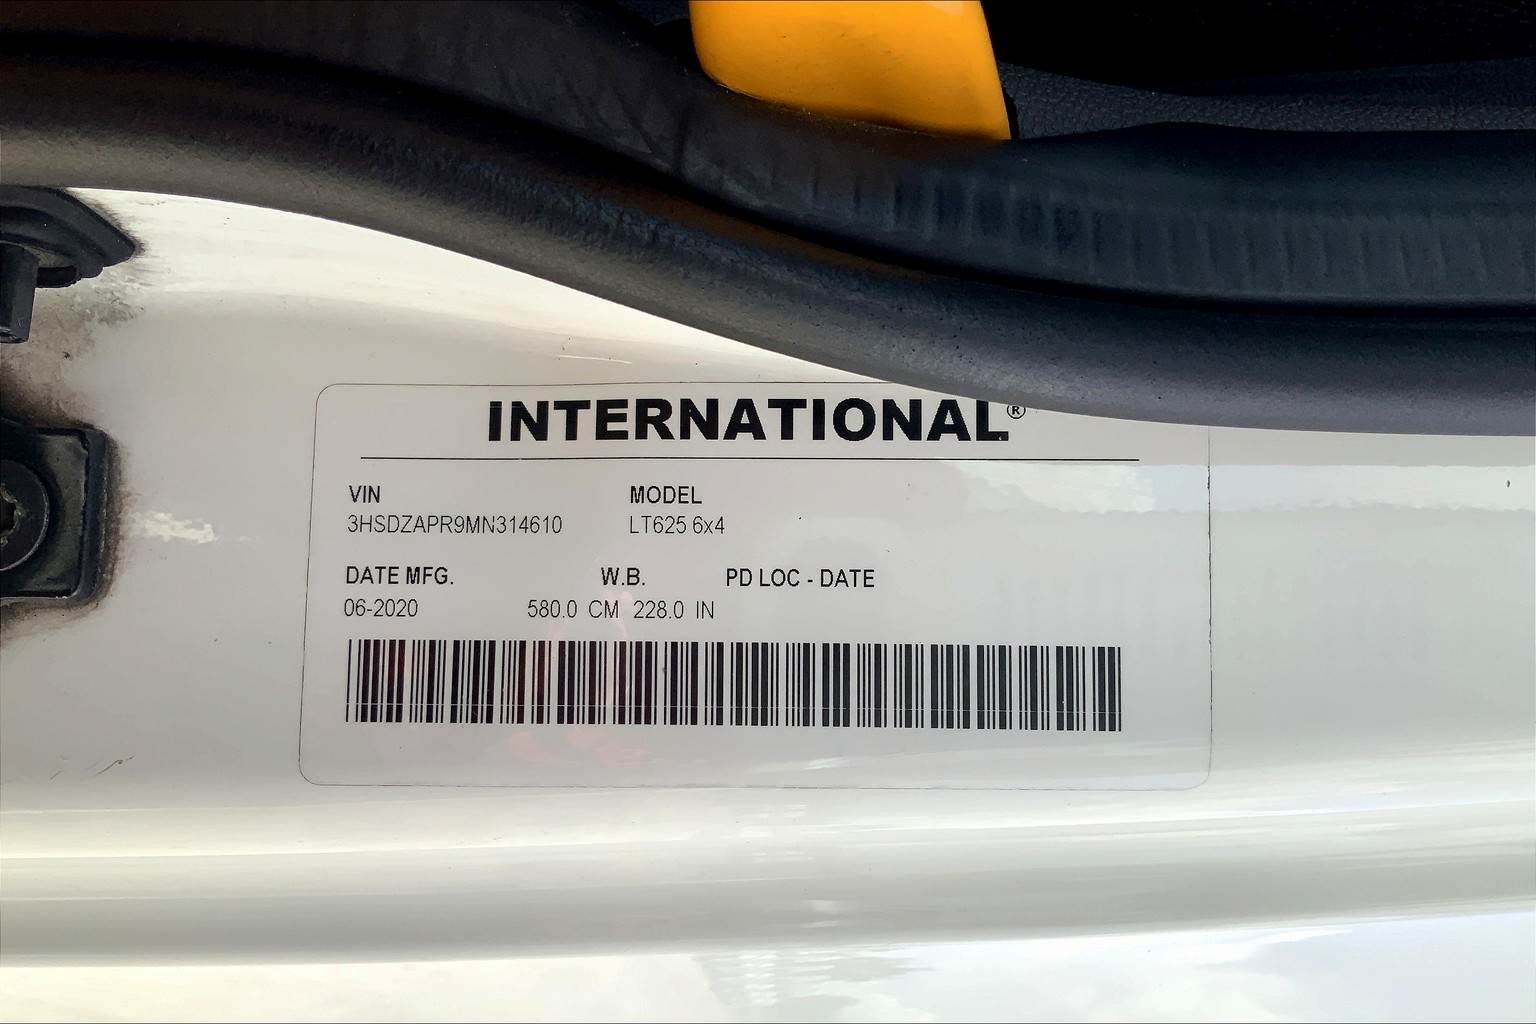 INTERNATIONAL®
VIN MODEL
3HSDZAPR9MN314610 LT625 6x4
DATE MFG. W.B. PD LOC - DATE
06-2020 580.0 CM 228.0 IN